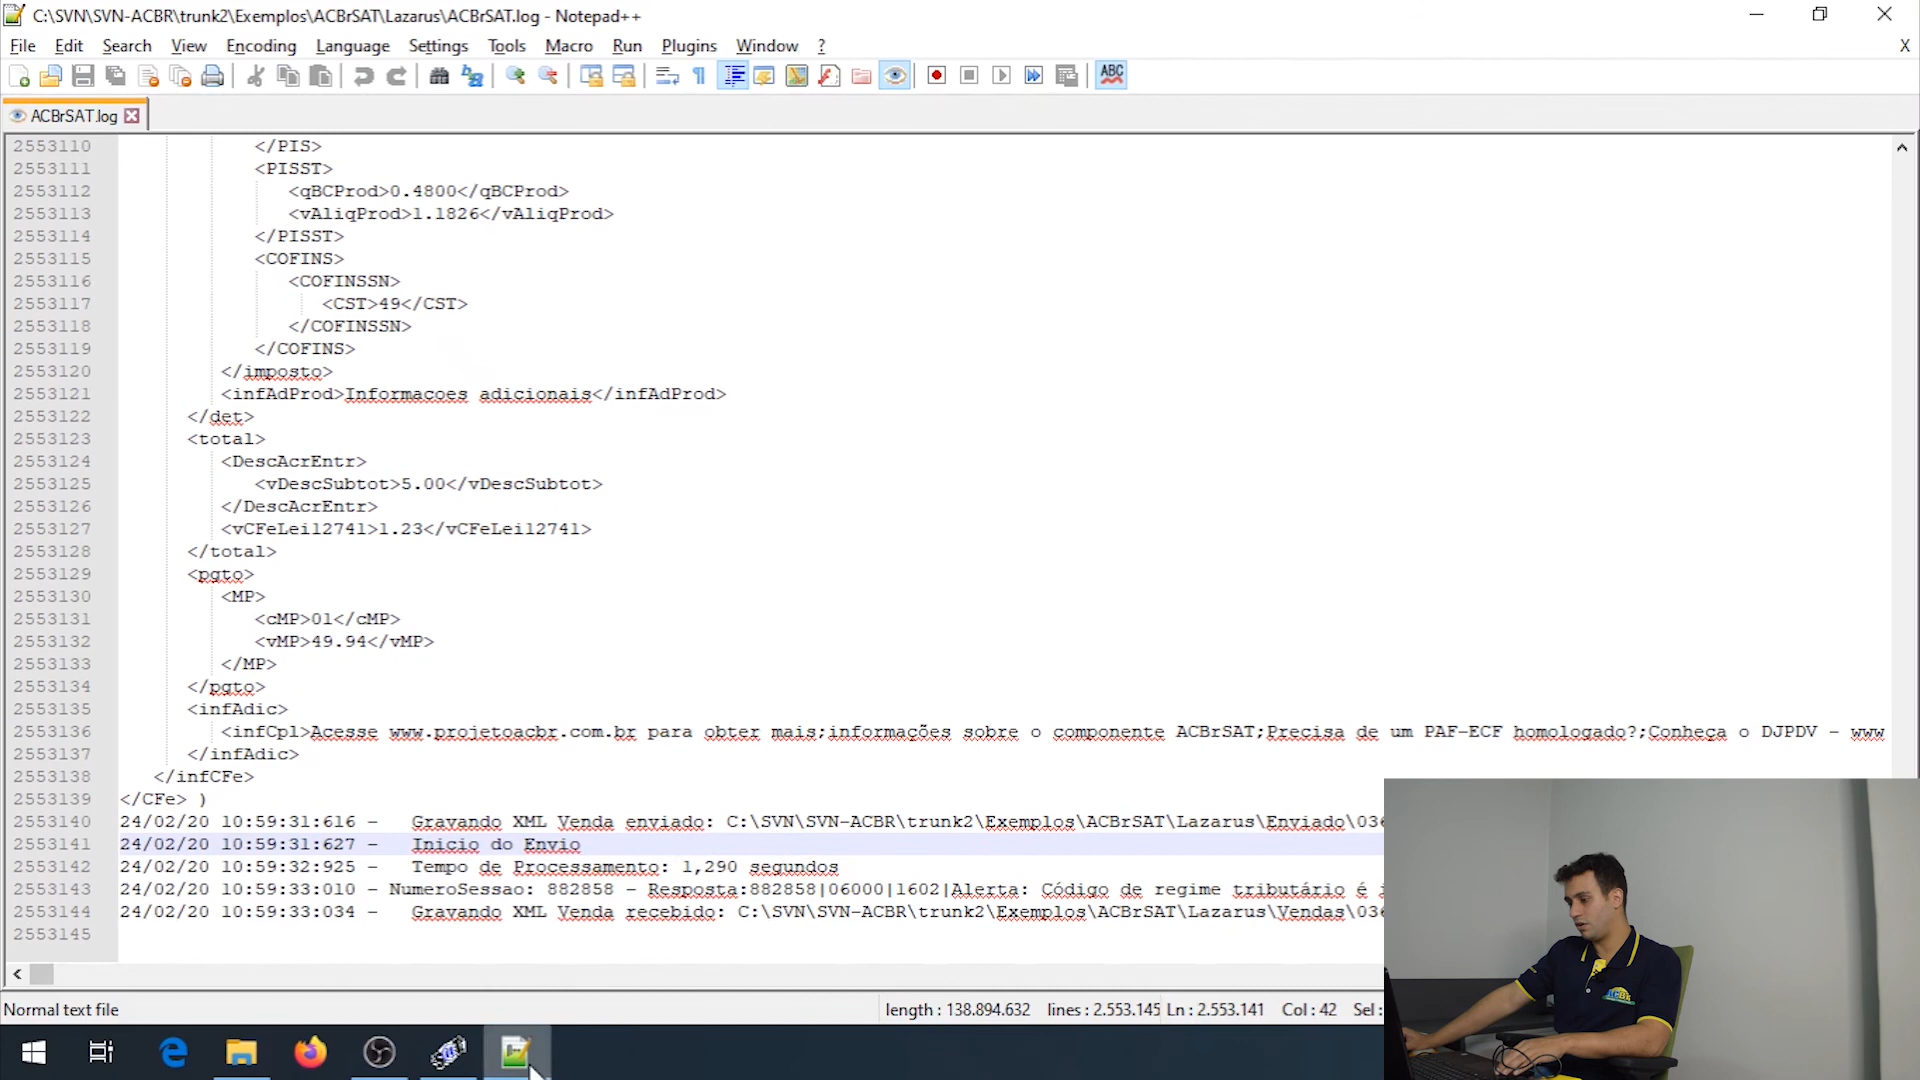 C:\SVN\SVN-ACBR\trunk2\Exemplos\ACBrSAT\Lazarus\ACBrSAT.log - Notepad++
File Edit Search View Encoding Language Settings Tools Macro Run Plugins Window ? X
ABC
ACBrSAT.log
2553110 </PIS>
2553111 <PISST>
2553112 <qBCProd>0.4800</qBCProd>
2553113 <vAliqProd>1.1826</vAliqProd>
2553114 </PISST>
2553115 <COFINS>
2553116 <COFINSSN>
2553117 <CST>49</CST>
2553118 </COFINSSN>
2553119 </COFINS>
2553120 </imposto>
2553121 <infAdProd>Informacoes adicionais</infAdProd>
2553122 </det>
2553123 <total>
2553124 <DescAcrEntr>
2553125 <vDescSubtot>5.00</vDescSubtot>
2553126 </DescAcrEntr>
2553127 <vCFeLei12741>1.23</vCFeLei12741>
2553128 </total>
2553129 <pgto>
2553130 <MP>
2553131 <cMP>01</cMP>
2553132 <vMP>49.94</vMP>
2553133 </MP>
2553134 </pgto>
2553135 <infAdic>
2553136 <infCpl>Acesse www.projetoacbr.com.br para obter mais;informações sobre o componente ACBrSAT;Precisa de um PAF-ECF homologado?;Conheça o DJPDV - www
2553137 </infAdic>
2553138 </infCFe>
2553139 </CFe> )
2553140 24/02/20 10:59:31:616 - Gravando XML Venda enviado: C:\SVN\SVN-ACBR\trunk2\Exemplos\ACBrSAT\Lazarus\Enviado\036
2553141 24/02/20 10:59:31:627 - Inicio do Envio
2553142 24/02/20 10:59:32:925 - Tempo de Processamento: 1,290 segundos
2553143 24/02/20 10:59:33:010 - NumeroSessao: 882858 - Resposta:882858|06000|1602|Alerta: Código de regime tributário é
2553144 24/02/20 10:59:33:034 - Gravando XML Venda recebido: C:\SVN\SVN-ACBR\trunk2\Exemplos\ACBrSAT\Lazarus\Vendas\036
2553145
Normal text file length : 138.894.632 lines : 2.553.145 Ln : 2.553.141 Col : 42 Sel :